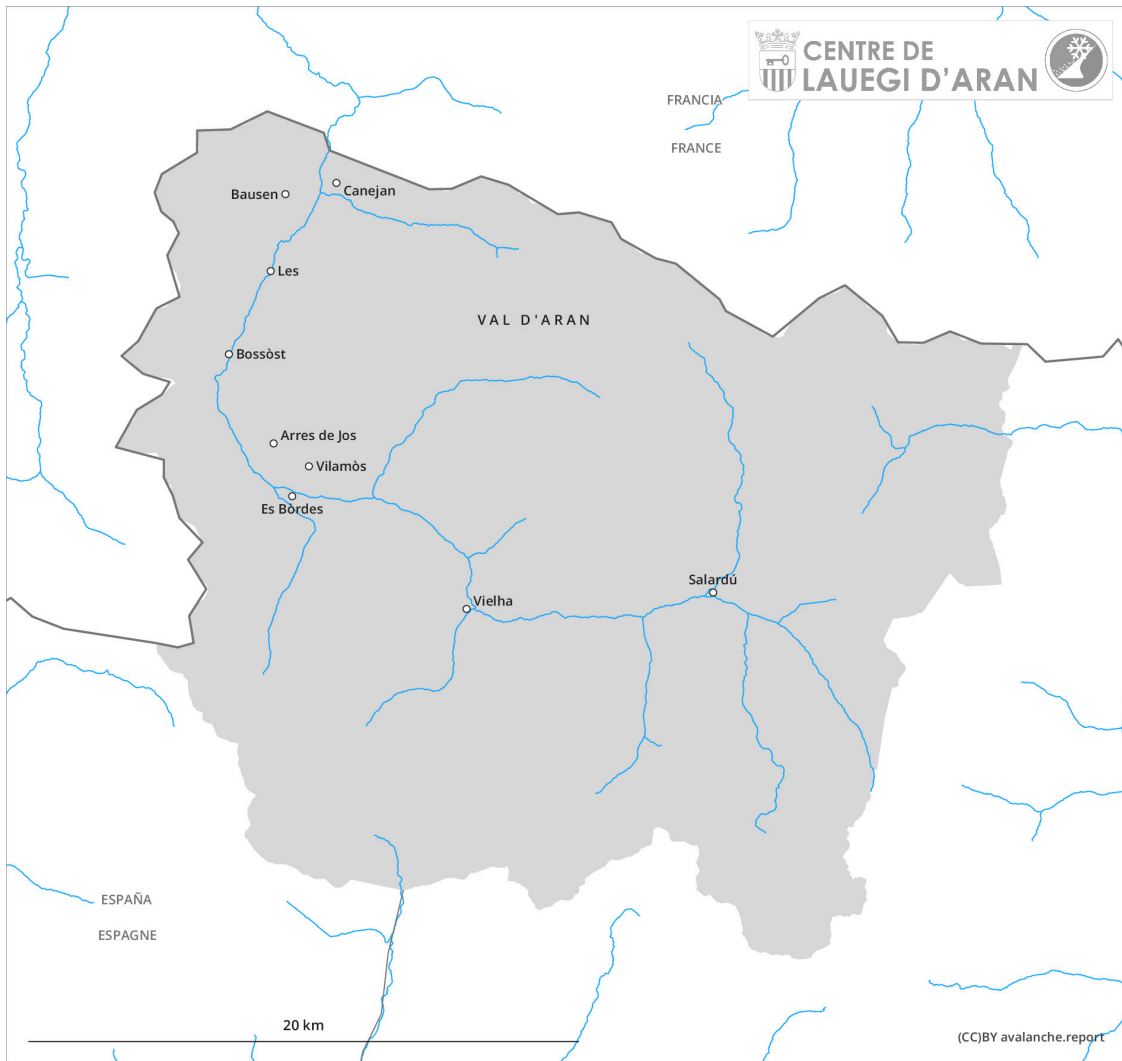 CENTRE DE
LAUEGI D'ARAN
FRANCIA
FRANCE
Bausen
Canejan
Les
VAL D'ARAN
Bossòst
Arres de Jos
Vilamòs
Es Bòrdes
Salardú
Vielha
ESPAÑA
ESPAGNE
20 km
(CC)BY avalanche.report